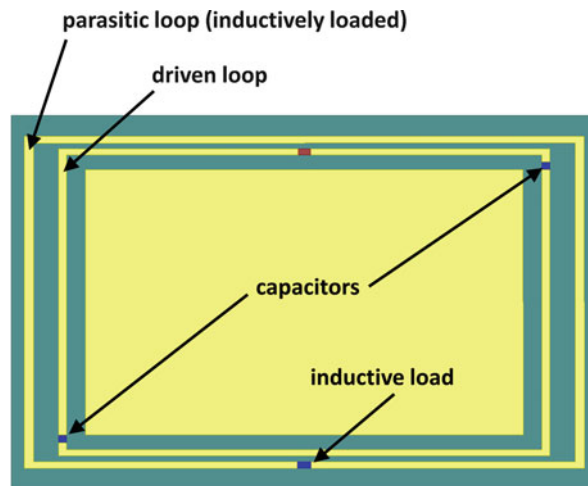 parasitic loop (inductively loaded)
driven loop
capacitors
inductive load